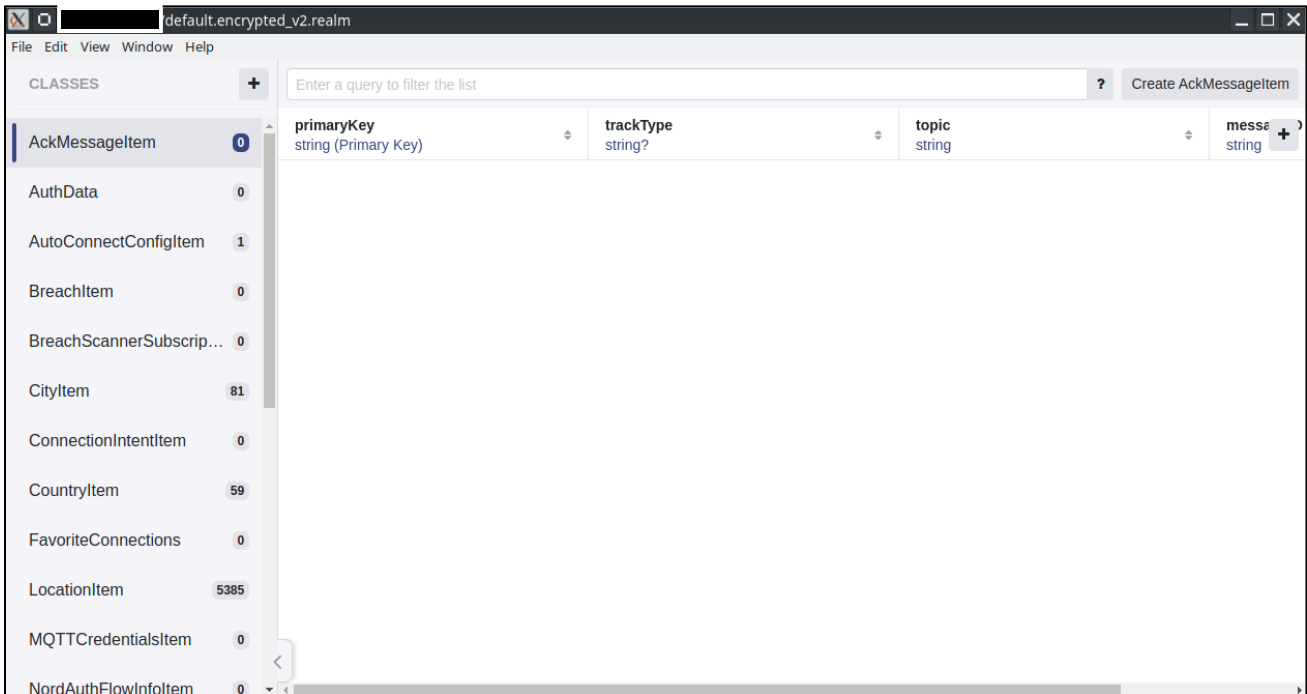 /default.encrypted_v2.realm
File Edit View Window Help
CLASSES
+
Enter a query to filter the list
?
Create AckMessageItem
AckMessageItem 0
AuthData 0
AutoConnectConfigItem 1
BreachItem 0
BreachScannerSubscrip... 0
CityItem 81
ConnectionIntentItem 0
CountryItem 59
FavoriteConnections 0
LocationItem 5385
MQTTCredentialsItem 0
NordAuthFlowInfoItem 0
primaryKey
string (Primary Key)
trackType
string?
topic
string
string
+